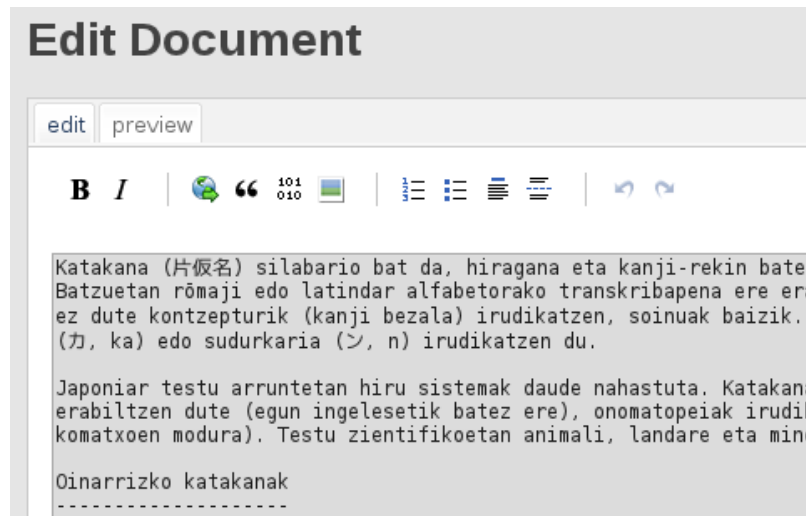 Edit Document
edit preview
B I 101 010
Katakana (片仮名) silabario bat da, hiragana eta kanji-rekin bate
Batzuetan rōmaji edo latindar alfabetorako transkribapena ere era
ez dute kontzepturik (kanji bezala) irudikatzen, soinuak baizik.
(カ, ka) edo sudurkaria (ン, n) irudikatzen du.
Japoniar testu arruntetan hiru sistemak daude nahastuta. Katakana
erabiltzen dute (egun ingelesetik batez ere), onomatopeiak irudi
komatxoen modura). Testu zientifikoetan animali, landare eta min
Oinarrizko katakanak
--------------------